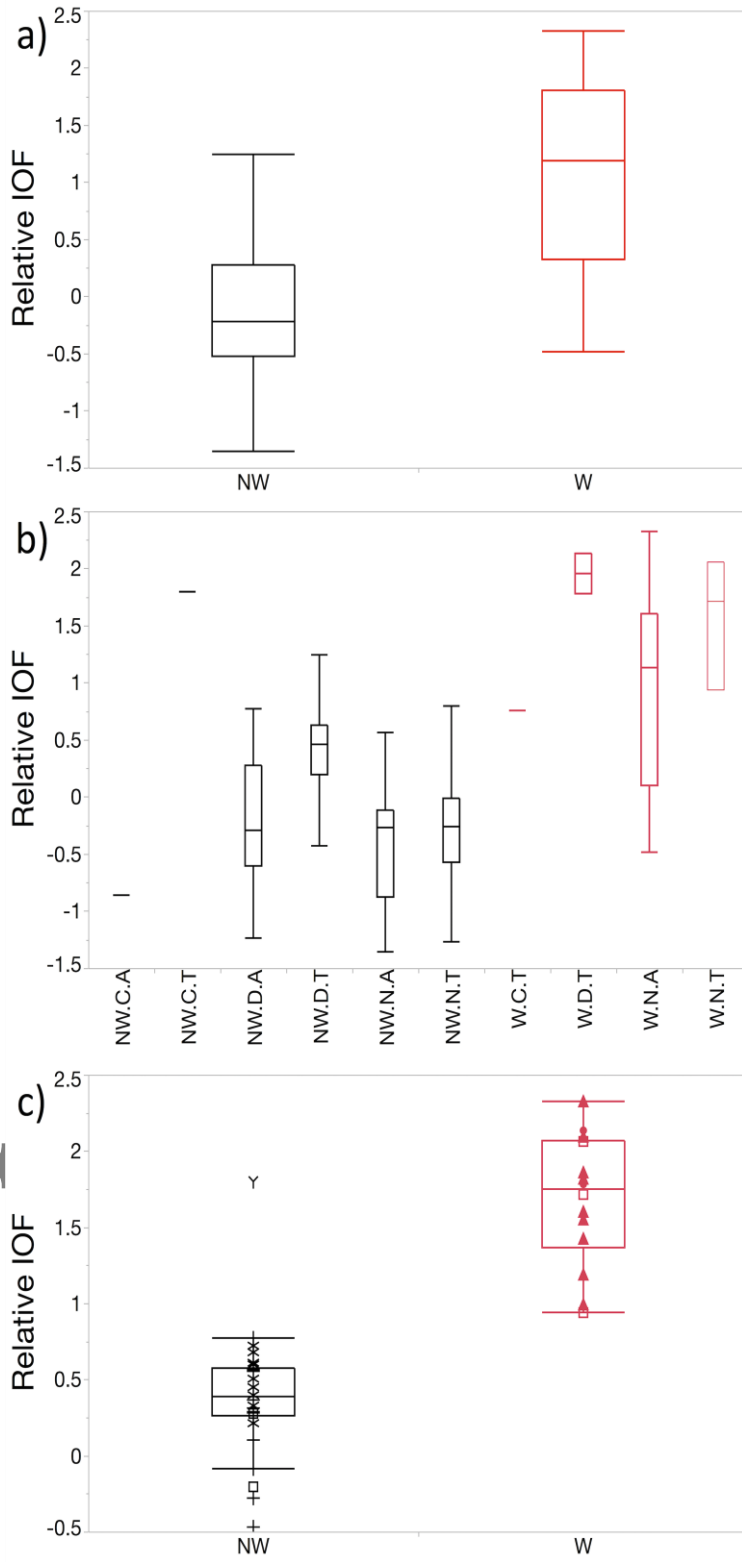 a)
Relative IOF
2.5
2
1.5
1
0.5
0
-0.5
-1
-1.5
NW W
b)
Relative IOF
2.5
2
1.5
1
0.5
0
-0.5
-1
-1.5
NW.C.A NW.C.T NW.D.A NW.D.T NW.N.A NW.N.T W.C.T W.D.T W.N.A W.N.T
c)
Relative IOF
2.5
2
1.5
1
0.5
0
-0.5
NW W